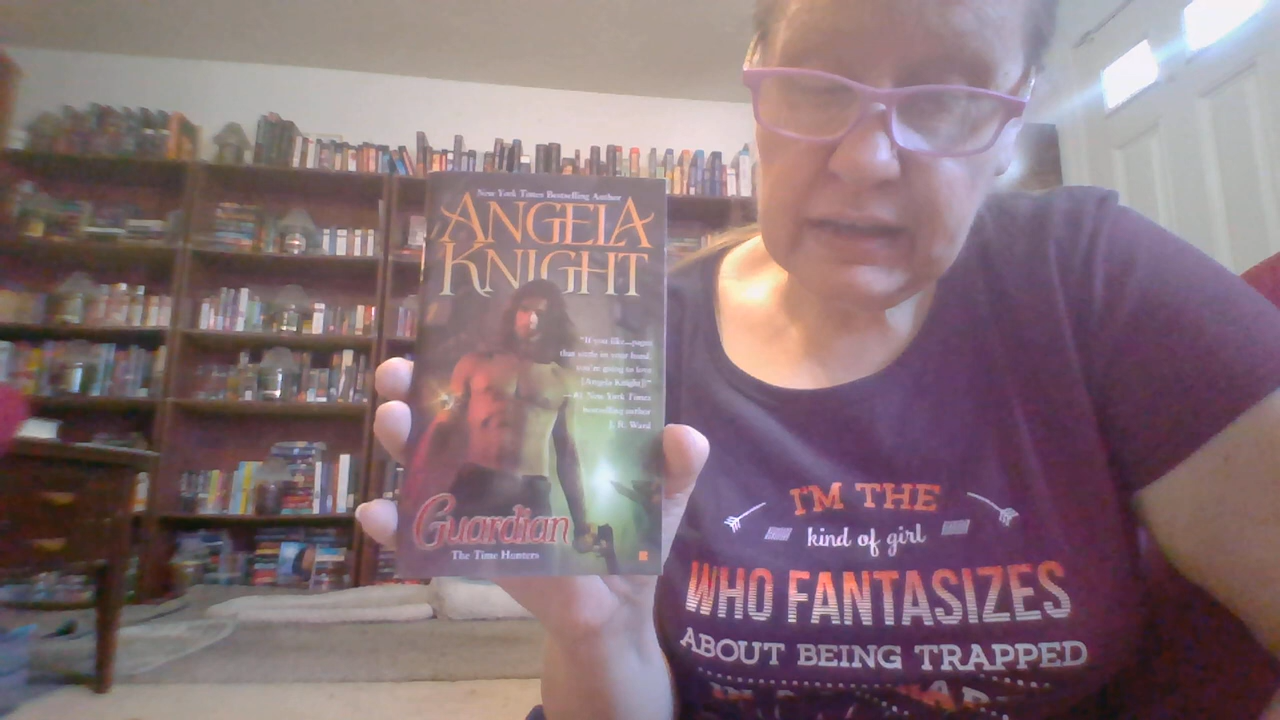 New York Times Bestselling Author
ANGELA
KNIGHT
"If you like—pages
that sizzle in your hand,
you're going to love
[Angela Knight]!"
—#1 New York Times
bestselling author
J. R. Ward
Guardian
The Time Hunters
I'M THE
kind of girl
WHO FANTASIZES
ABOUT BEING TRAPPED